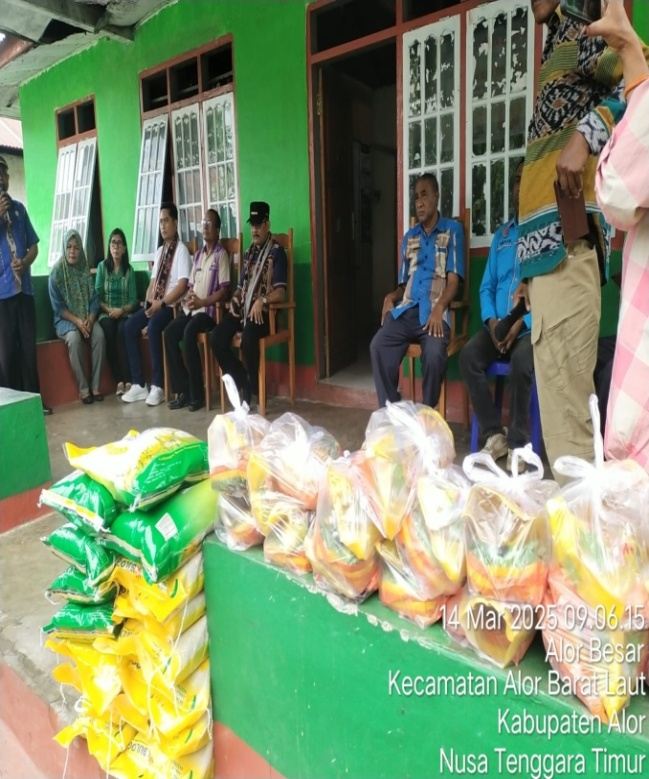 14 Mar 2025 09.06.15
Alor Besar
Kecamatan Alor Barat Laut
Kabupaten Alor
Nusa Tenggara Timur